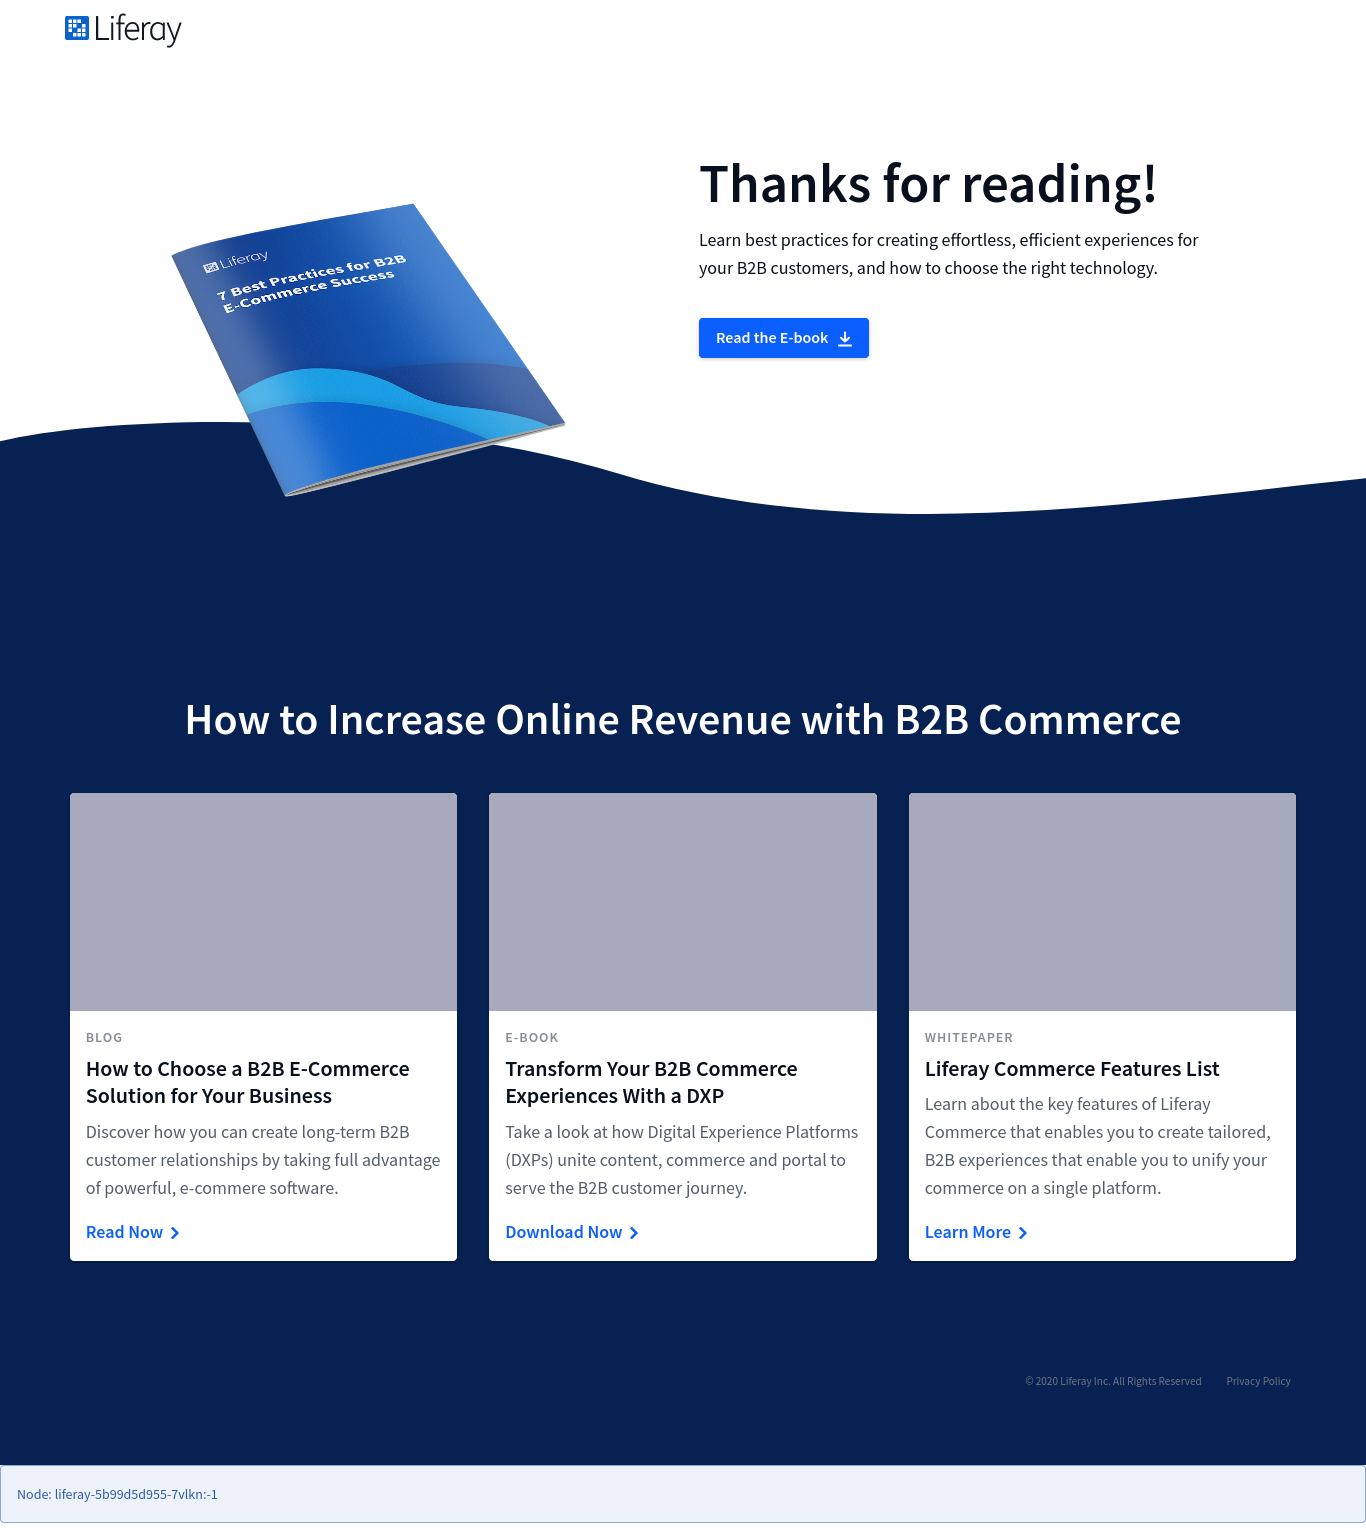 Liferay
Thanks for reading!
Learn best practices for creating effortless, efficient experiences for
your B2B customers, and how to choose the right technology.
Read the E-book
Liferay
7 Best Practices for B2B
E-Commerce Success
How to Increase Online Revenue with B2B Commerce
BLOG
How to Choose a B2B E-Commerce
Solution for Your Business
Discover how you can create long-term B2B
customer relationships by taking full advantage
of powerful, e-commere software.
Read Now
E-BOOK
Transform Your B2B Commerce
Experiences With a DXP
Take a look at how Digital Experience Platforms
(DXPs) unite content, commerce and portal to
serve the B2B customer journey.
Download Now
WHITEPAPER
Liferay Commerce Features List
Learn about the key features of Liferay
Commerce that enables you to create tailored,
B2B experiences that enable you to unify your
commerce on a single platform.
Learn More
© 2020 Liferay Inc. All Rights Reserved
Privacy Policy
Node: liferay-5b99d5d955-7vlkn:-1